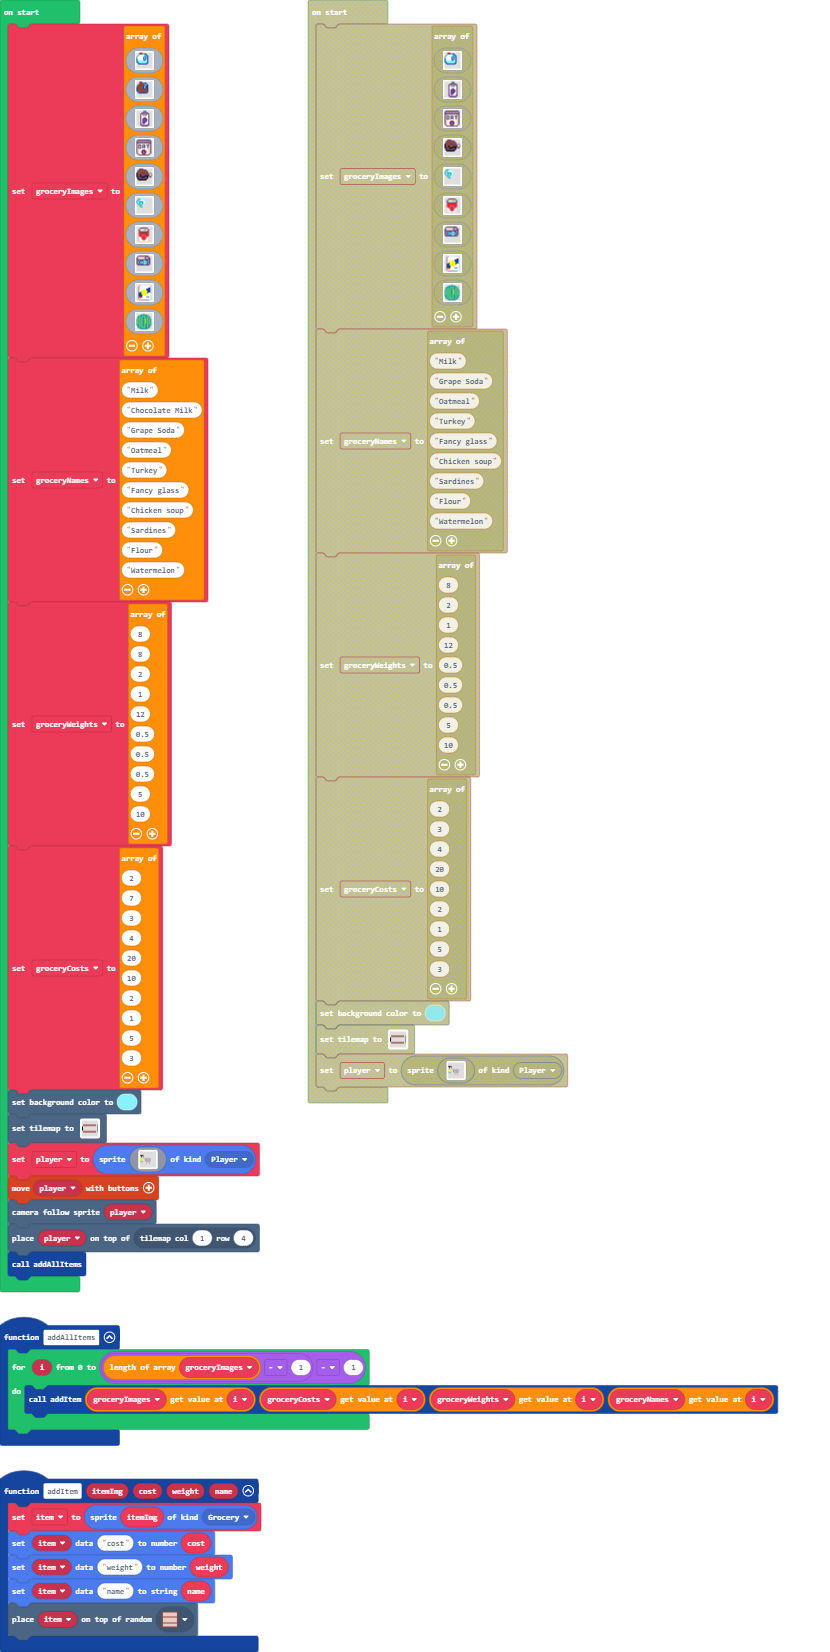 on start
set groceryImages to array of
set groceryNames to array of
"Milk"
"Chocolate Milk"
"Grape Soda"
"Oatmeal"
"Turkey"
"Fancy glass"
"Chicken soup"
"Sardines"
"Flour"
"Watermelon"
set groceryWeights to array of
8
8
2
1
12
0.5
0.5
0.5
5
10
set groceryCosts to array of
2
7
3
4
20
10
2
1
5
3
set background color to
set tilemap to
set player to sprite of kind Player
move player with buttons
camera follow sprite player
place player on top of tilemap col 1 row 4
call addAllItems
on start
set groceryImages to array of
set groceryNames to array of
"Milk"
"Grape Soda"
"Oatmeal"
"Turkey"
"Fancy glass"
"Chicken soup"
"Sardines"
"Flour"
"Watermelon"
set groceryWeights to array of
8
2
1
12
0.5
0.5
0.5
5
10
set groceryCosts to array of
2
3
4
20
10
2
1
5
3
set background color to
set tilemap to
set player to sprite of kind Player
function addAllItems
for i from 0 to length of array groceryImages - 1 - 1
do call addItem groceryImages get value at i groceryCosts get value at i groceryWeights get value at i groceryNames get value at i
function addItem itemImg cost weight name
set item to sprite itemImg of kind Grocery
set item data "cost" to number cost
set item data "weight" to number weight
set item data "name" to string name
place item on top of random